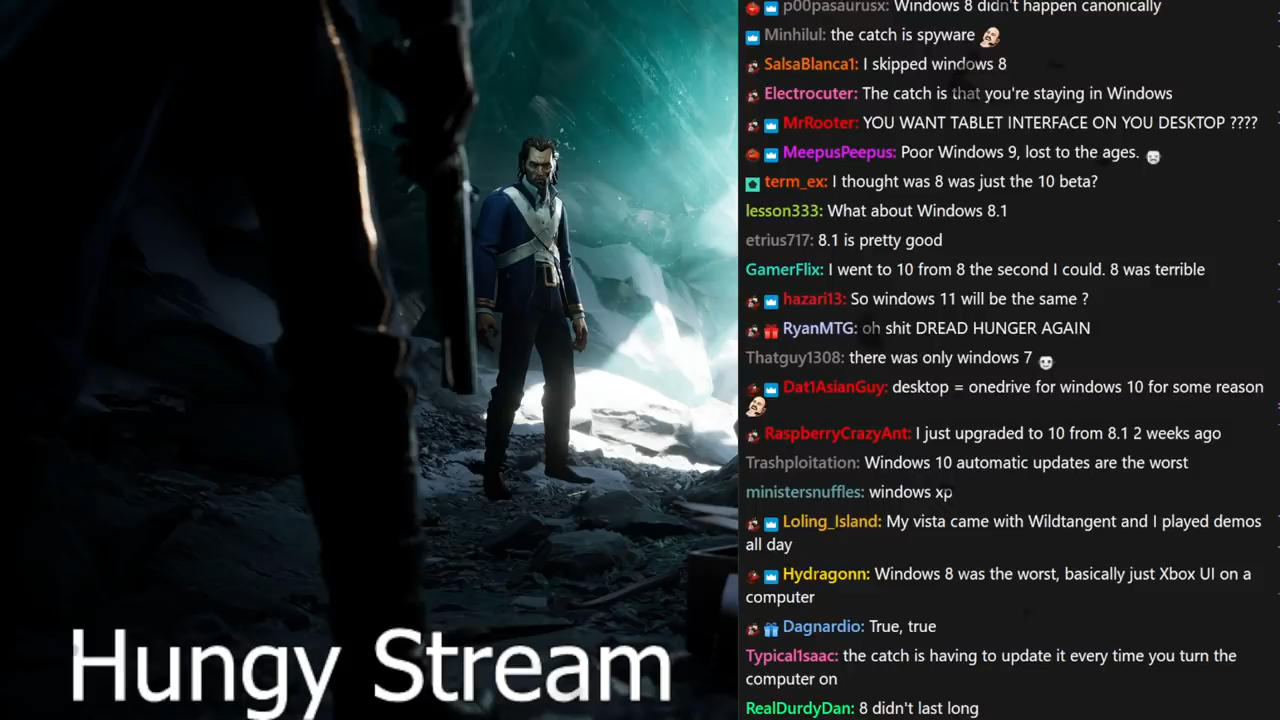 p00pasaurusx: Windows 8 didn't happen canonically
Minhilul: the catch is spyware
SalsaBlanca1: I skipped windows 8
Electrocuter: The catch is that you're staying in Windows
MrRooter: YOU WANT TABLET INTERFACE ON YOU DESKTOP ????
MeepusPeepus: Poor Windows 9, lost to the ages.
term_ex: I thought was 8 was just the 10 beta?
lesson333: What about Windows 8.1
etrius717: 8.1 is pretty good
GamerFlix: I went to 10 from 8 the second I could. 8 was terrible
hazari13: So windows 11 will be the same ?
RyanMTG: oh shit DREAD HUNGER AGAIN
Thatguy1308: there was only windows 7
Dat1AsianGuy: desktop = onedrive for windows 10 for some reason
RaspberryCrazyAnt: I just upgraded to 10 from 8.1 2 weeks ago
Trashploitation: Windows 10 automatic updates are the worst
ministersnuffles: windows xp
Loling_Island: My vista came with Wildtangent and I played demos
all day
Hydragonn: Windows 8 was the worst, basically just Xbox UI on a
computer
Dagnardio: True, true
Typical1saac: the catch is having to update it every time you turn the
computer on
RealDurdyDan: 8 didn't last long
Hungy Stream